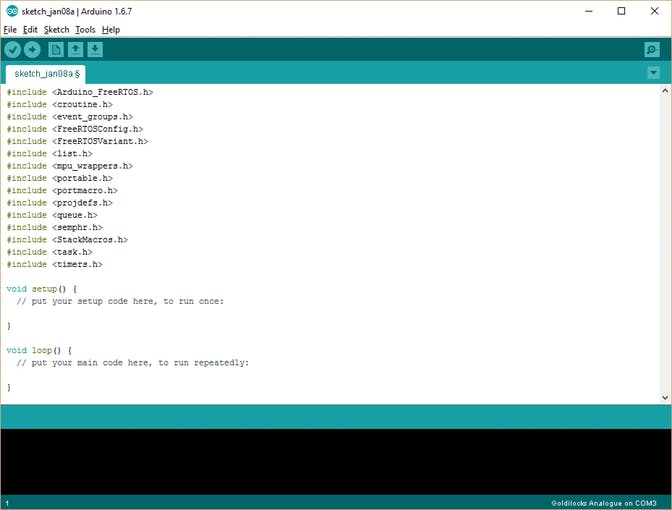 sketch_jan08a | Arduino 1.6.7
File Edit Sketch Tools Help
sketch_jan08a §
#include <Arduino_FreeRTOS.h>
#include <croutine.h>
#include <event_groups.h>
#include <FreeRTOSConfig.h>
#include <FreeRTOSVariant.h>
#include <list.h>
#include <mpu_wrappers.h>
#include <portable.h>
#include <portmacro.h>
#include <projdefs.h>
#include <queue.h>
#include <semphr.h>
#include <StackMacros.h>
#include <task.h>
#include <timers.h>
void setup() {
// put your setup code here, to run once:
}
void loop() {
// put your main code here, to run repeatedly:
}
1
Goldilocks Analogue on COM3